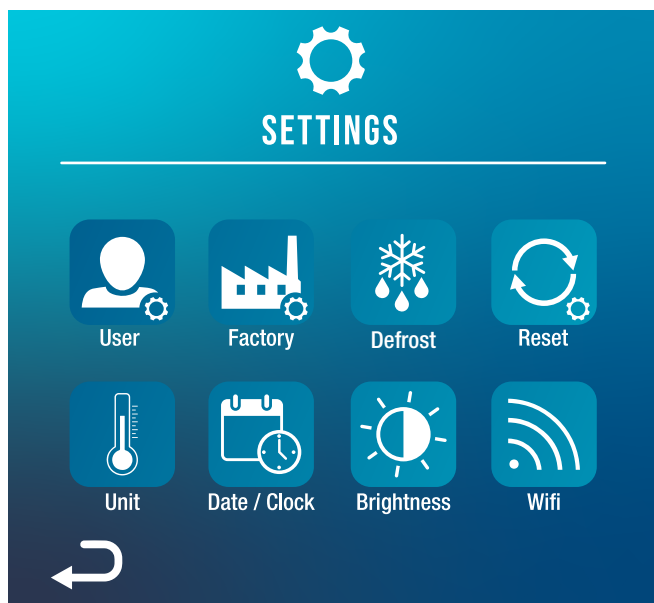 SETTINGS
User Factory Defrost Reset
Unit Date / Clock Brightness Wifi